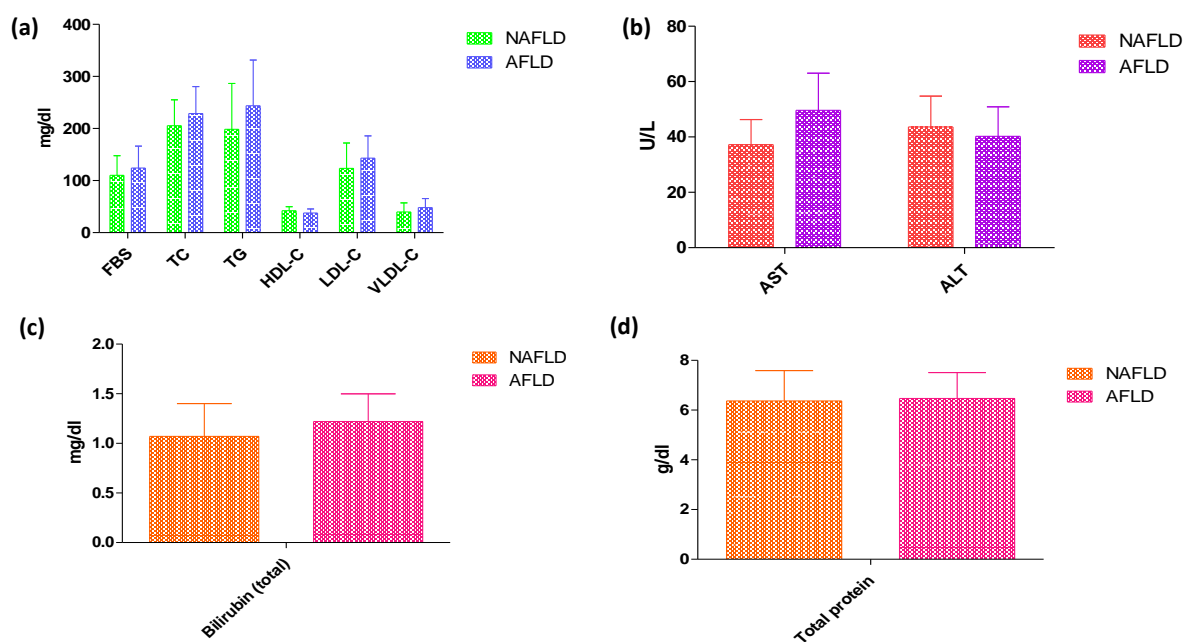 (a)
400
300
200
100
0
mg/dl
FBS
TC
TG
HDL-C
LDL-C
VLDL-C
NAFLD
AFLD
(b)
80
60
40
20
0
U/L
AST
ALT
NAFLD
AFLD
(c)
2.0
1.5
1.0
0.5
0.0
mg/dl
Bilirubin (total)
NAFLD
AFLD
(d)
8
6
4
2
0
g/dl
Total protein
NAFLD
AFLD